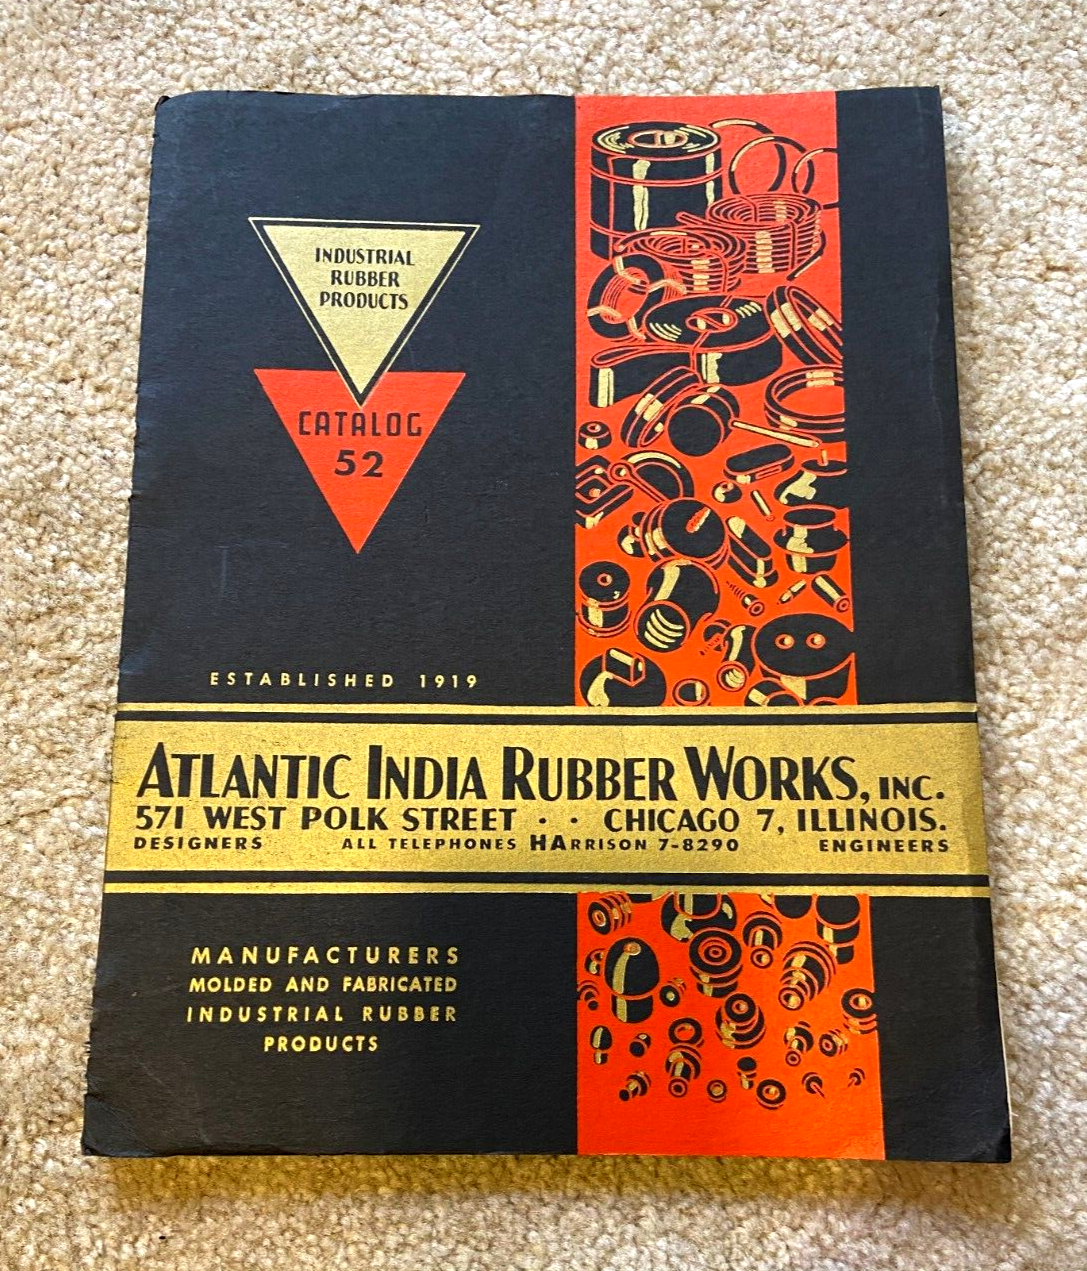 INDUSTRIAL
RUBBER
PRODUCTS
CATALOG
52
ESTABLISHED 1919
ATLANTIC INDIA RUBBER WORKS, INC.
571 WEST POLK STREET · · CHICAGO 7, ILLINOIS.
DESIGNERS ALL TELEPHONES HARRISON 7-8290 ENGINEERS
MANUFACTURERS
MOLDED AND FABRICATED
INDUSTRIAL RUBBER
PRODUCTS